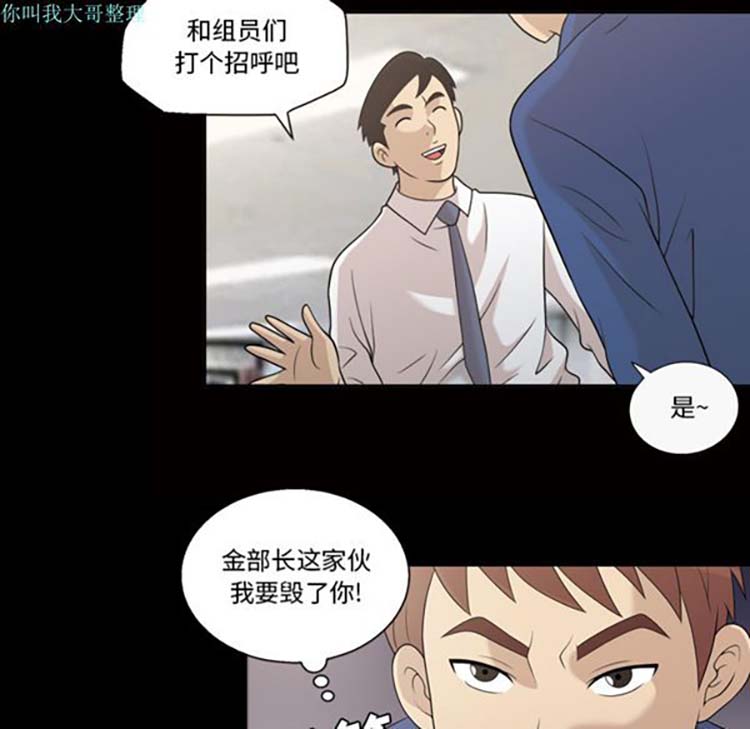 你叫我大哥整理
和组员们
打个招呼吧
是~
金部长这家伙
我要毁了你!